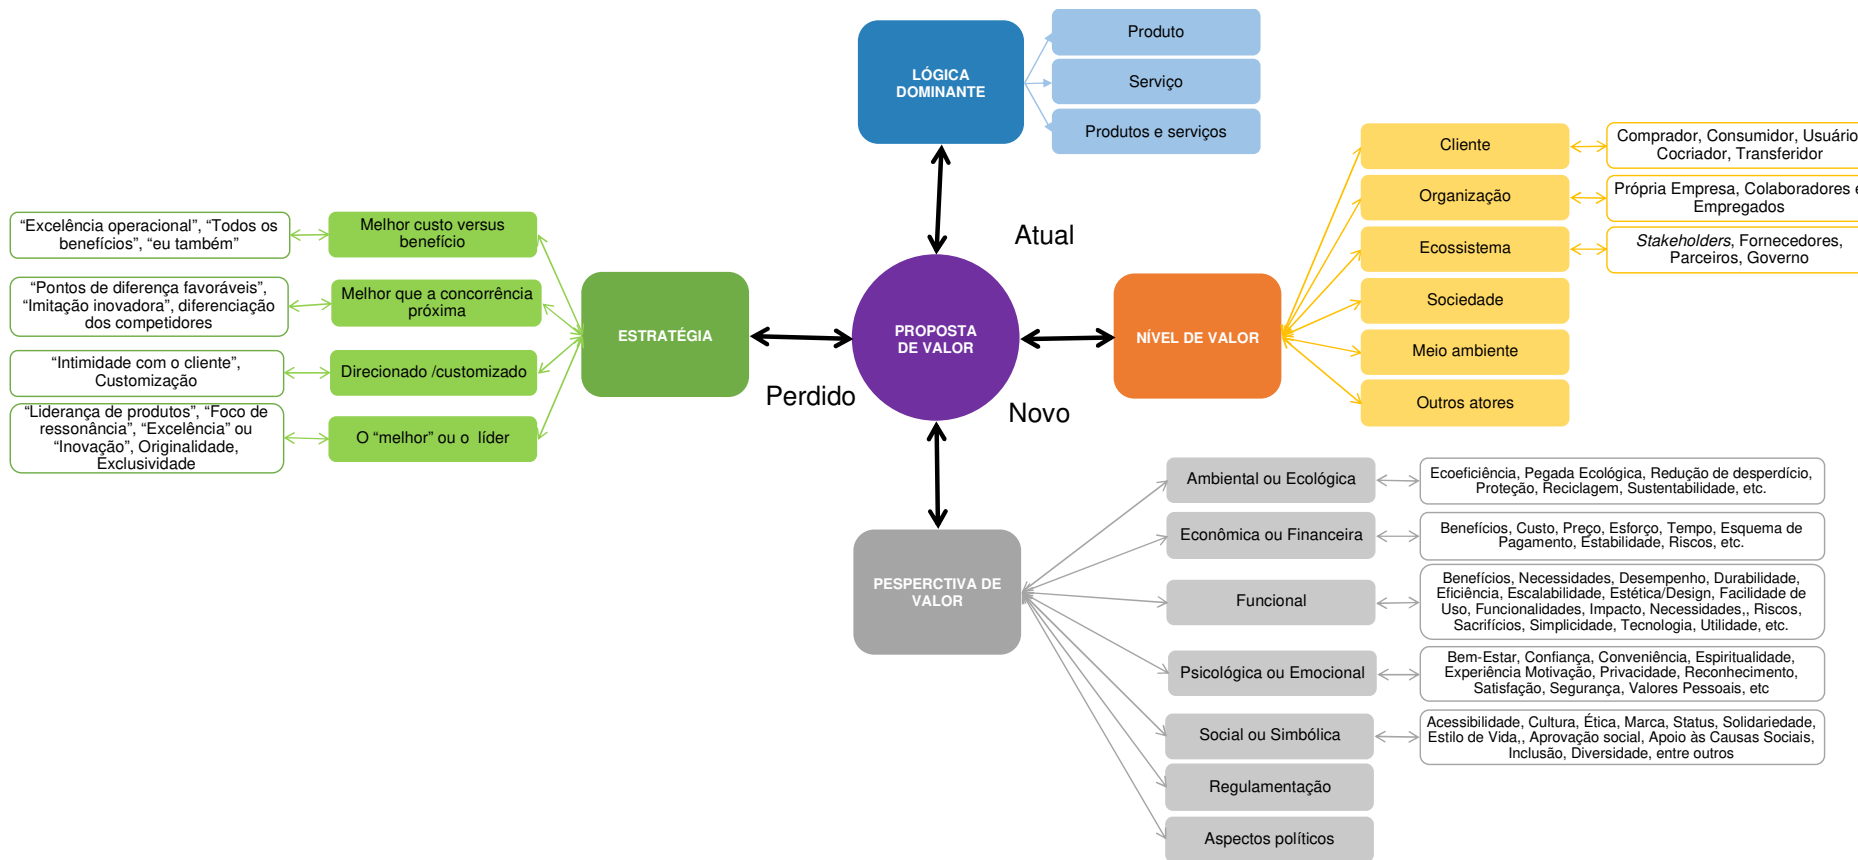 LÓGICA
DOMINANTE
Produto
Serviço
Produtos e serviços
Atual
Perdido
Novo
PROPOSTA
DE VALOR
ESTRATÉGIA
Melhor custo versus
benefício
“Excelência operacional”, “Todos os
benefícios”, “eu também”
Melhor que a concorrência
próxima
“Pontos de diferença favoráveis”,
“Imitação inovadora”, diferenciação
dos competidores
Direcionado /customizado
“Intimidade com o cliente”,
Customização
O “melhor” ou o líder
“Liderança de produtos”, “Foco de
ressonância”, “Excelência” ou
“Inovação”, Originalidade,
Exclusividade
NÍVEL DE VALOR
Cliente
Comprador, Consumidor, Usuário
Cocriador, Transferidor
Organização
Própria Empresa, Colaboradores e
Empregados
Ecossistema
Stakeholders, Fornecedores,
Parceiros, Governo
Sociedade
Meio ambiente
Outros atores
PESPERCTIVA DE
VALOR
Ambiental ou Ecológica
Ecoeficiência, Pegada Ecológica, Redução de desperdício,
Proteção, Reciclagem, Sustentabilidade, etc.
Econômica ou Financeira
Benefícios, Custo, Preço, Esforço, Tempo, Esquema de
Pagamento, Estabilidade, Riscos, etc.
Funcional
Benefícios, Necessidades, Desempenho, Durabilidade,
Eficiência, Escalabilidade, Estética/Design, Facilidade de
Uso, Funcionalidades, Impacto, Necessidades,, Riscos,
Sacrifícios, Simplicidade, Tecnologia, Utilidade, etc.
Psicológica ou Emocional
Bem-Estar, Confiança, Conveniência, Espiritualidade,
Experiência Motivação, Privacidade, Reconhecimento,
Satisfação, Segurança, Valores Pessoais, etc
Social ou Simbólica
Acessibilidade, Cultura, Ética, Marca, Status, Solidariedade,
Estilo de Vida,, Aprovação social, Apoio às Causas Sociais,
Inclusão, Diversidade, entre outros
Regulamentação
Aspectos políticos